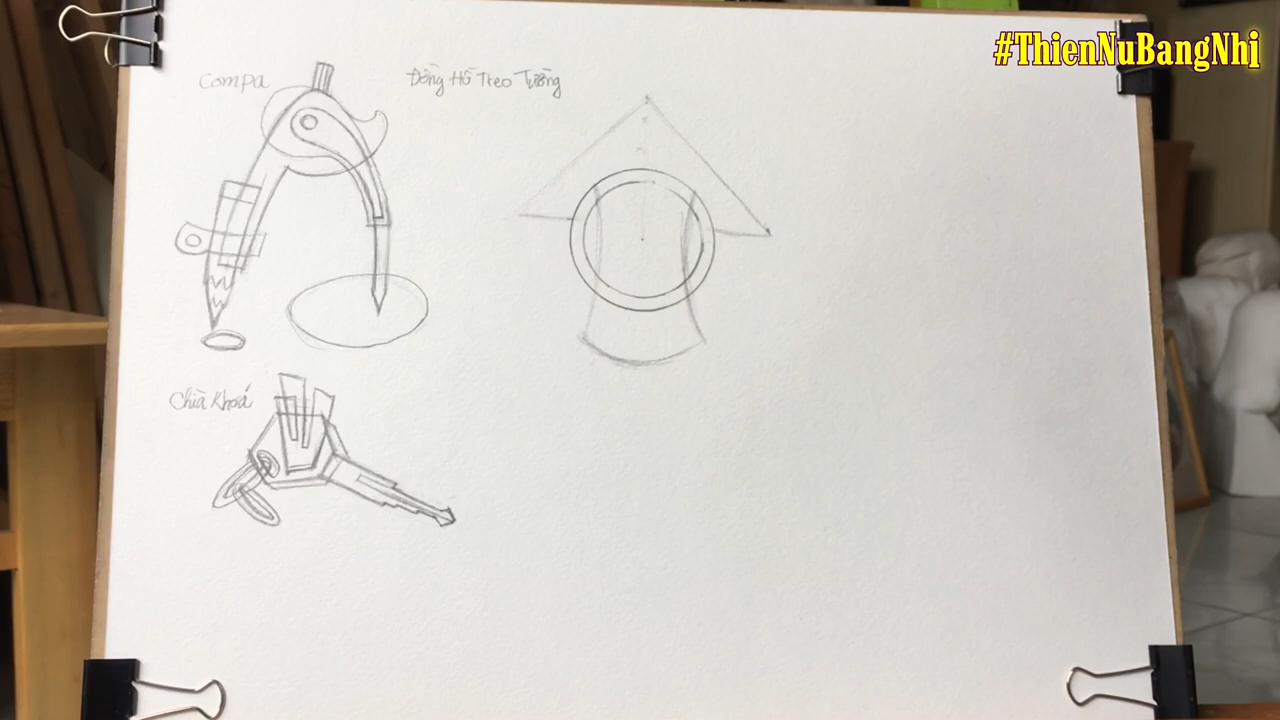 #ThienNuBangNhi
Compa
Đồng Hồ Treo Tường
Chìa Khoá